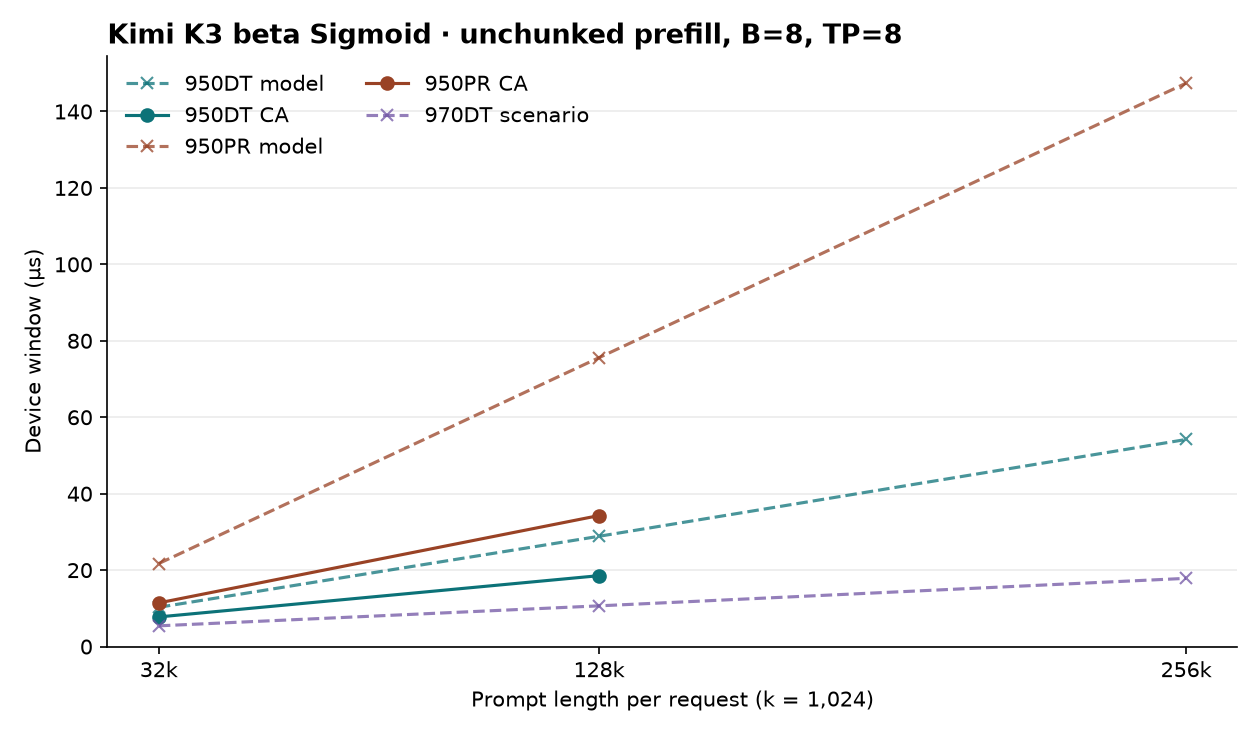 Kimi K3 beta Sigmoid · unchunked prefill, B=8, TP=8
950DT model
950DT CA
950PR model
950PR CA
970DT scenario
Device window (µs)
140
120
100
80
60
40
20
0
32k
128k
256k
Prompt length per request (k = 1,024)